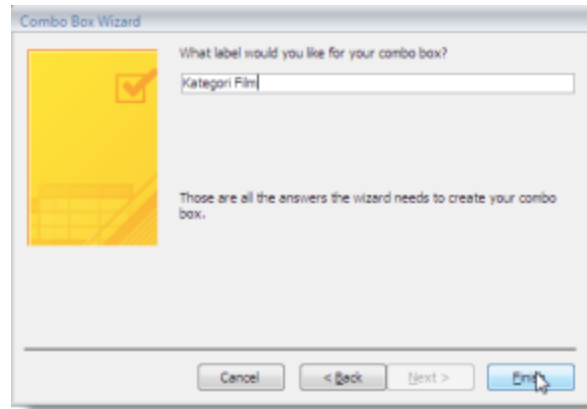 Combo Box Wizard
What label would you like for your combo box?
Kategori Film
Those are all the answers the wizard needs to create your combo
box.
Cancel
< Back
Next >
Finish